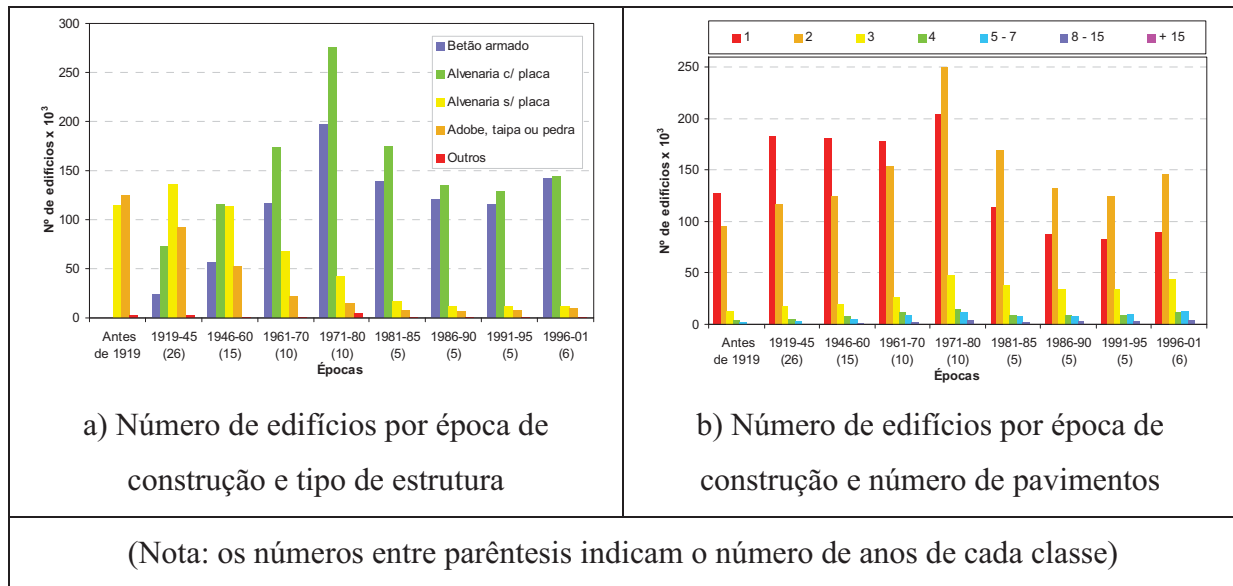 300
250
200
150
100
50
0
Nº de edifícios x 10³
Betão armado
Alvenaria c/ placa
Alvenaria s/ placa
Adobe, taipa ou pedra
Outros
Antes de 1919
1919-45 (26)
1946-60 (15)
1961-70 (10)
1971-80 (10)
1981-85 (5)
1986-90 (5)
1991-95 (5)
1996-01 (6)
Épocas
a) Número de edifícios por época de
construção e tipo de estrutura
1 2 3 4 5 - 7 8 - 15 + 15
250
200
150
100
50
0
Nº de edifícios x 10³
Antes de 1919
1919-45 (26)
1946-60 (15)
1961-70 (10)
1971-80 (10)
1981-85 (5)
1986-90 (5)
1991-95 (5)
1996-01 (6)
Épocas
b) Número de edifícios por época de
construção e número de pavimentos
(Nota: os números entre parêntesis indicam o número de anos de cada classe)